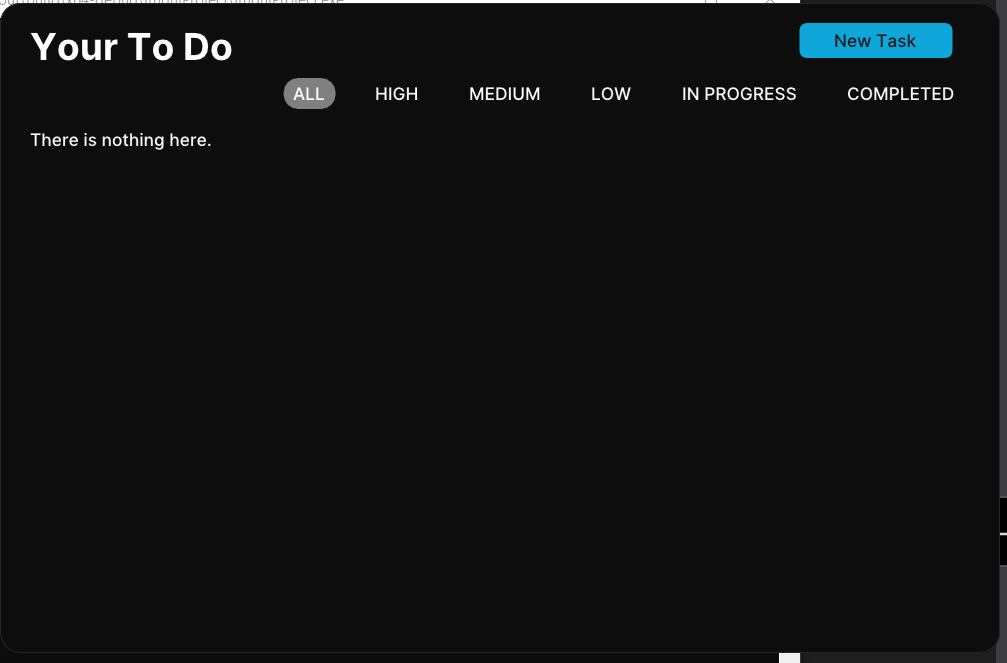 Your To Do
New Task
ALL HIGH MEDIUM LOW IN PROGRESS COMPLETED
There is nothing here.